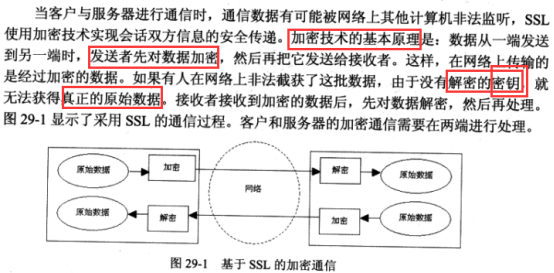 当客户与服务器进行通信时，通信数据有可能被网络上其他计算机非法监听，SSL
使用加密技术实现会话双方信息的安全传递。加密技术的基本原理是：数据从一端发送
到另一端时，发送者先对数据加密，然后再把它发送给接收者。这样，在网络上传输的
是经过加密的数据。如果有人在网络上非法截获了这批数据，由于没有解密的密钥，就
无法获得真正的原始数据。接收者接收到加密的数据后，先对数据解密，然后再处理。
图 29-1 显示了采用 SSL 的通信过程。客户和服务器的加密通信需要在两端进行处理。
原始数据 加密 网络 解密 原始数据
原始数据 解密 加密 原始数据
图 29-1 基于 SSL 的加密通信